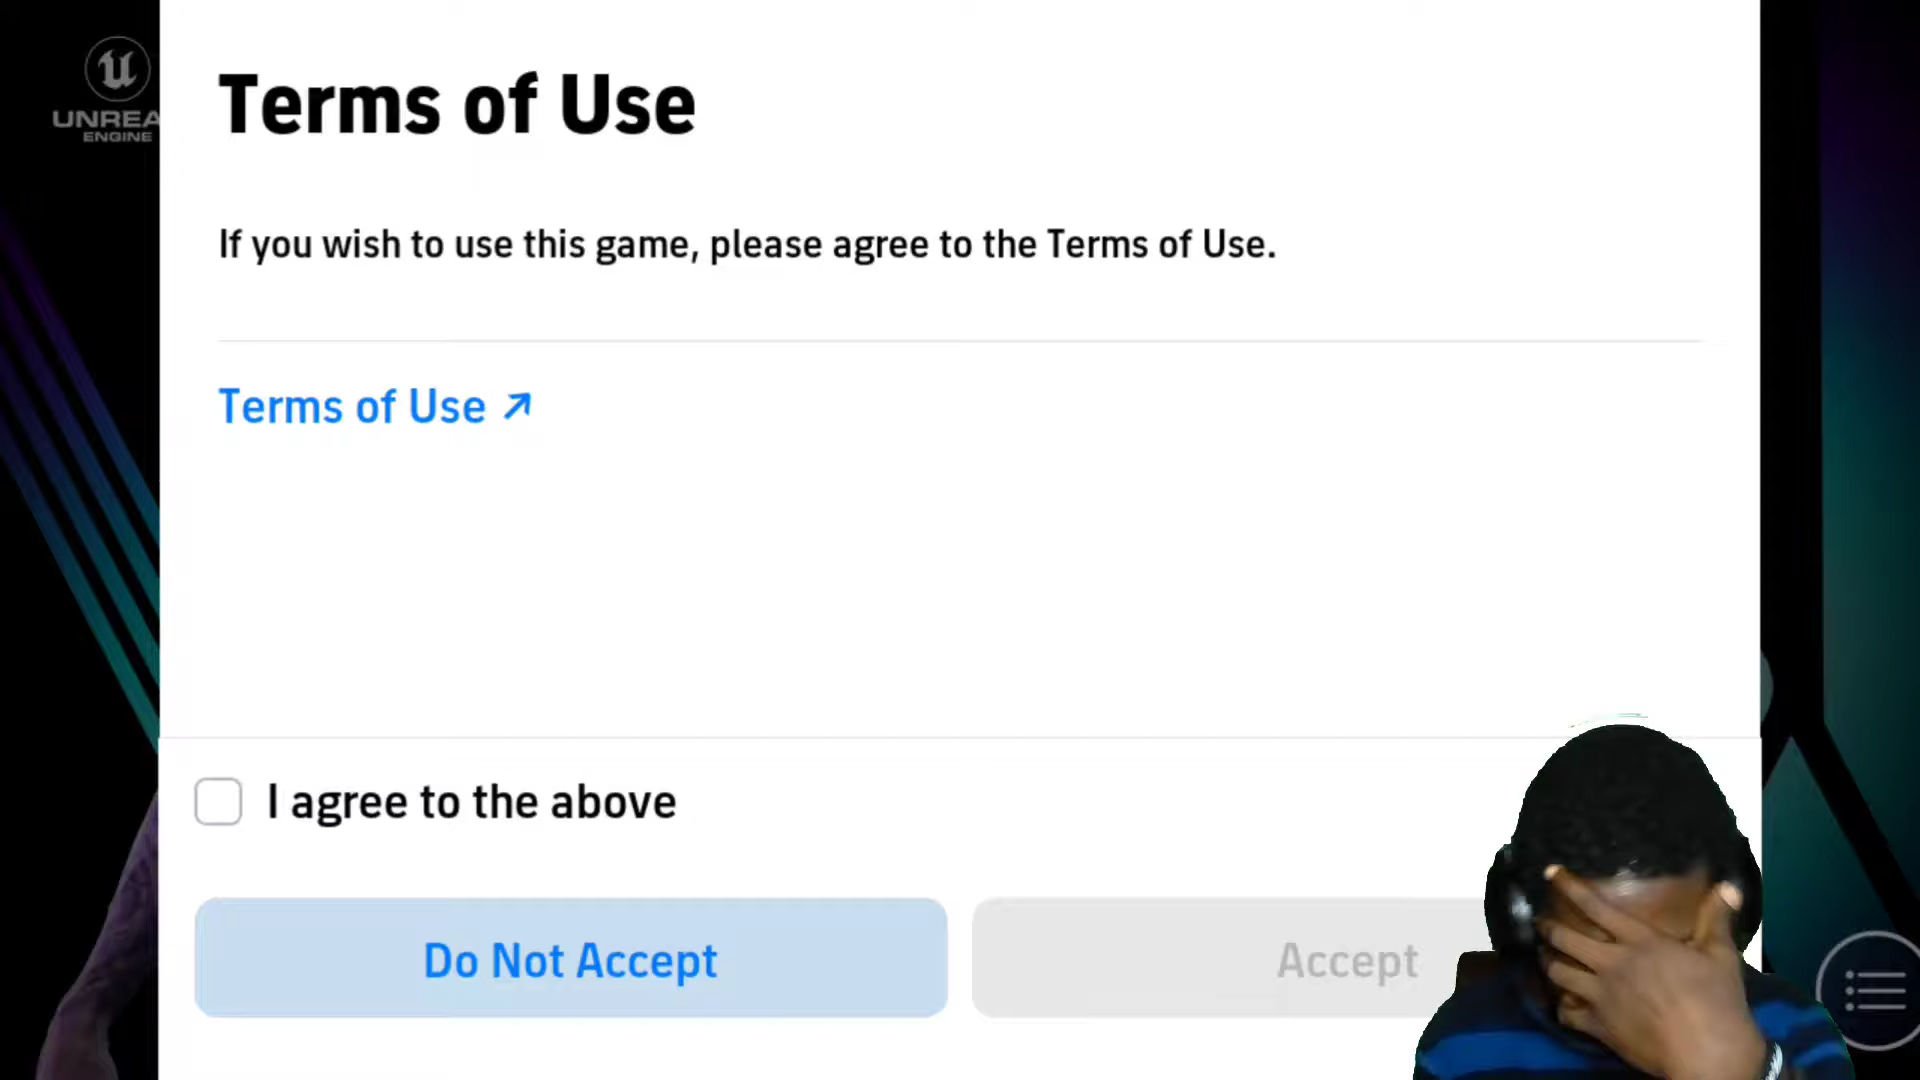 UNREA
ENGINE
Terms of Use
If you wish to use this game, please agree to the Terms of Use.
Terms of Use ↗
I agree to the above
Do Not Accept
Accept